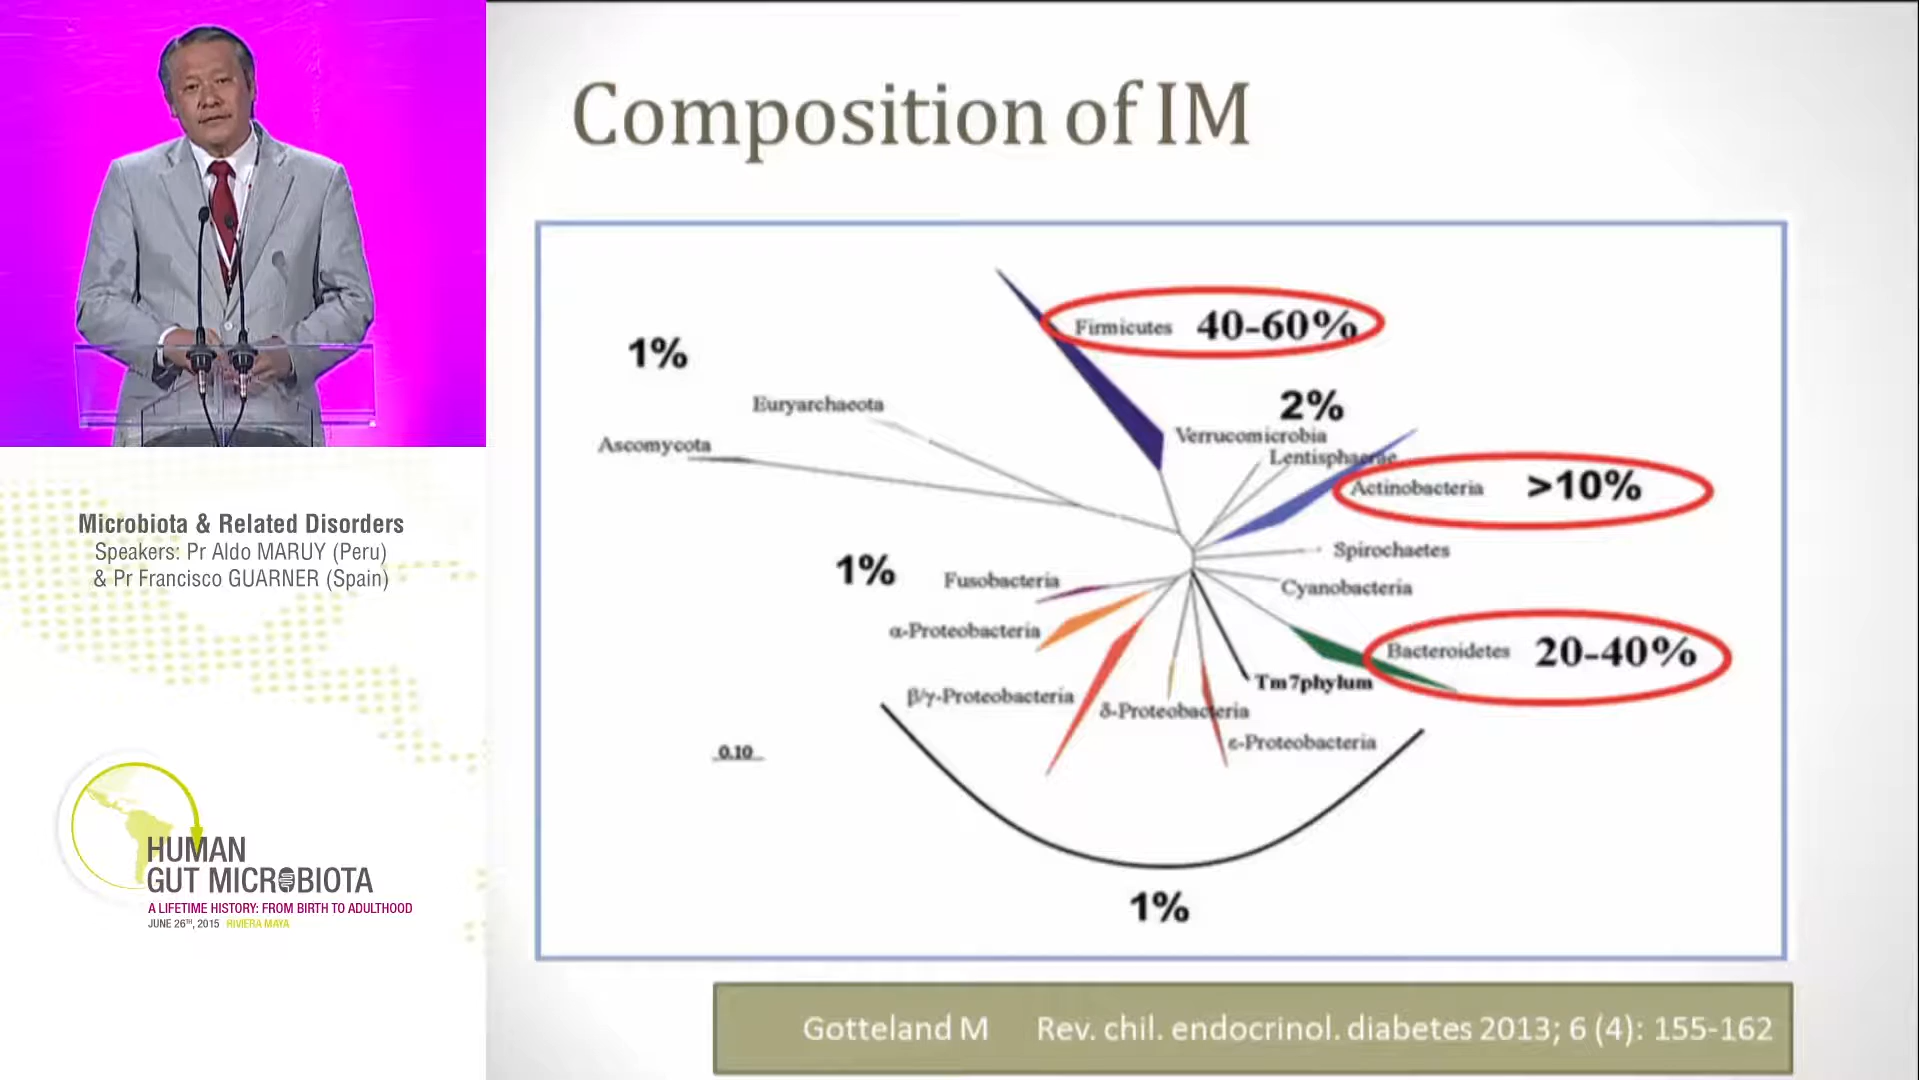 Composition of IM
Firmicutes 40-60%
1%
2%
Euryarchaeota
Verrucomicrobia
Ascomycota
Lentisphaerae
Actinobacteria >10%
Spirochaetes
1%
Fusobacteria
Cyanobacteria
α-Proteobacteria
Bacteroidetes 20-40%
Tm7phylum
β/γ-Proteobacteria
δ-Proteobacteria
ε-Proteobacteria
0.10
1%
Gotteland M Rev. chil. endocrinol. diabetes 2013; 6 (4): 155-162
Microbiota & Related Disorders
Speakers: Pr Aldo MARUY (Peru)
& Pr Francisco GUARNER (Spain)
HUMAN
GUT MICROBIOTA
A LIFETIME HISTORY: FROM BIRTH TO ADULTHOOD
JUNE 26TH, 2015 RIVIERA MAYA